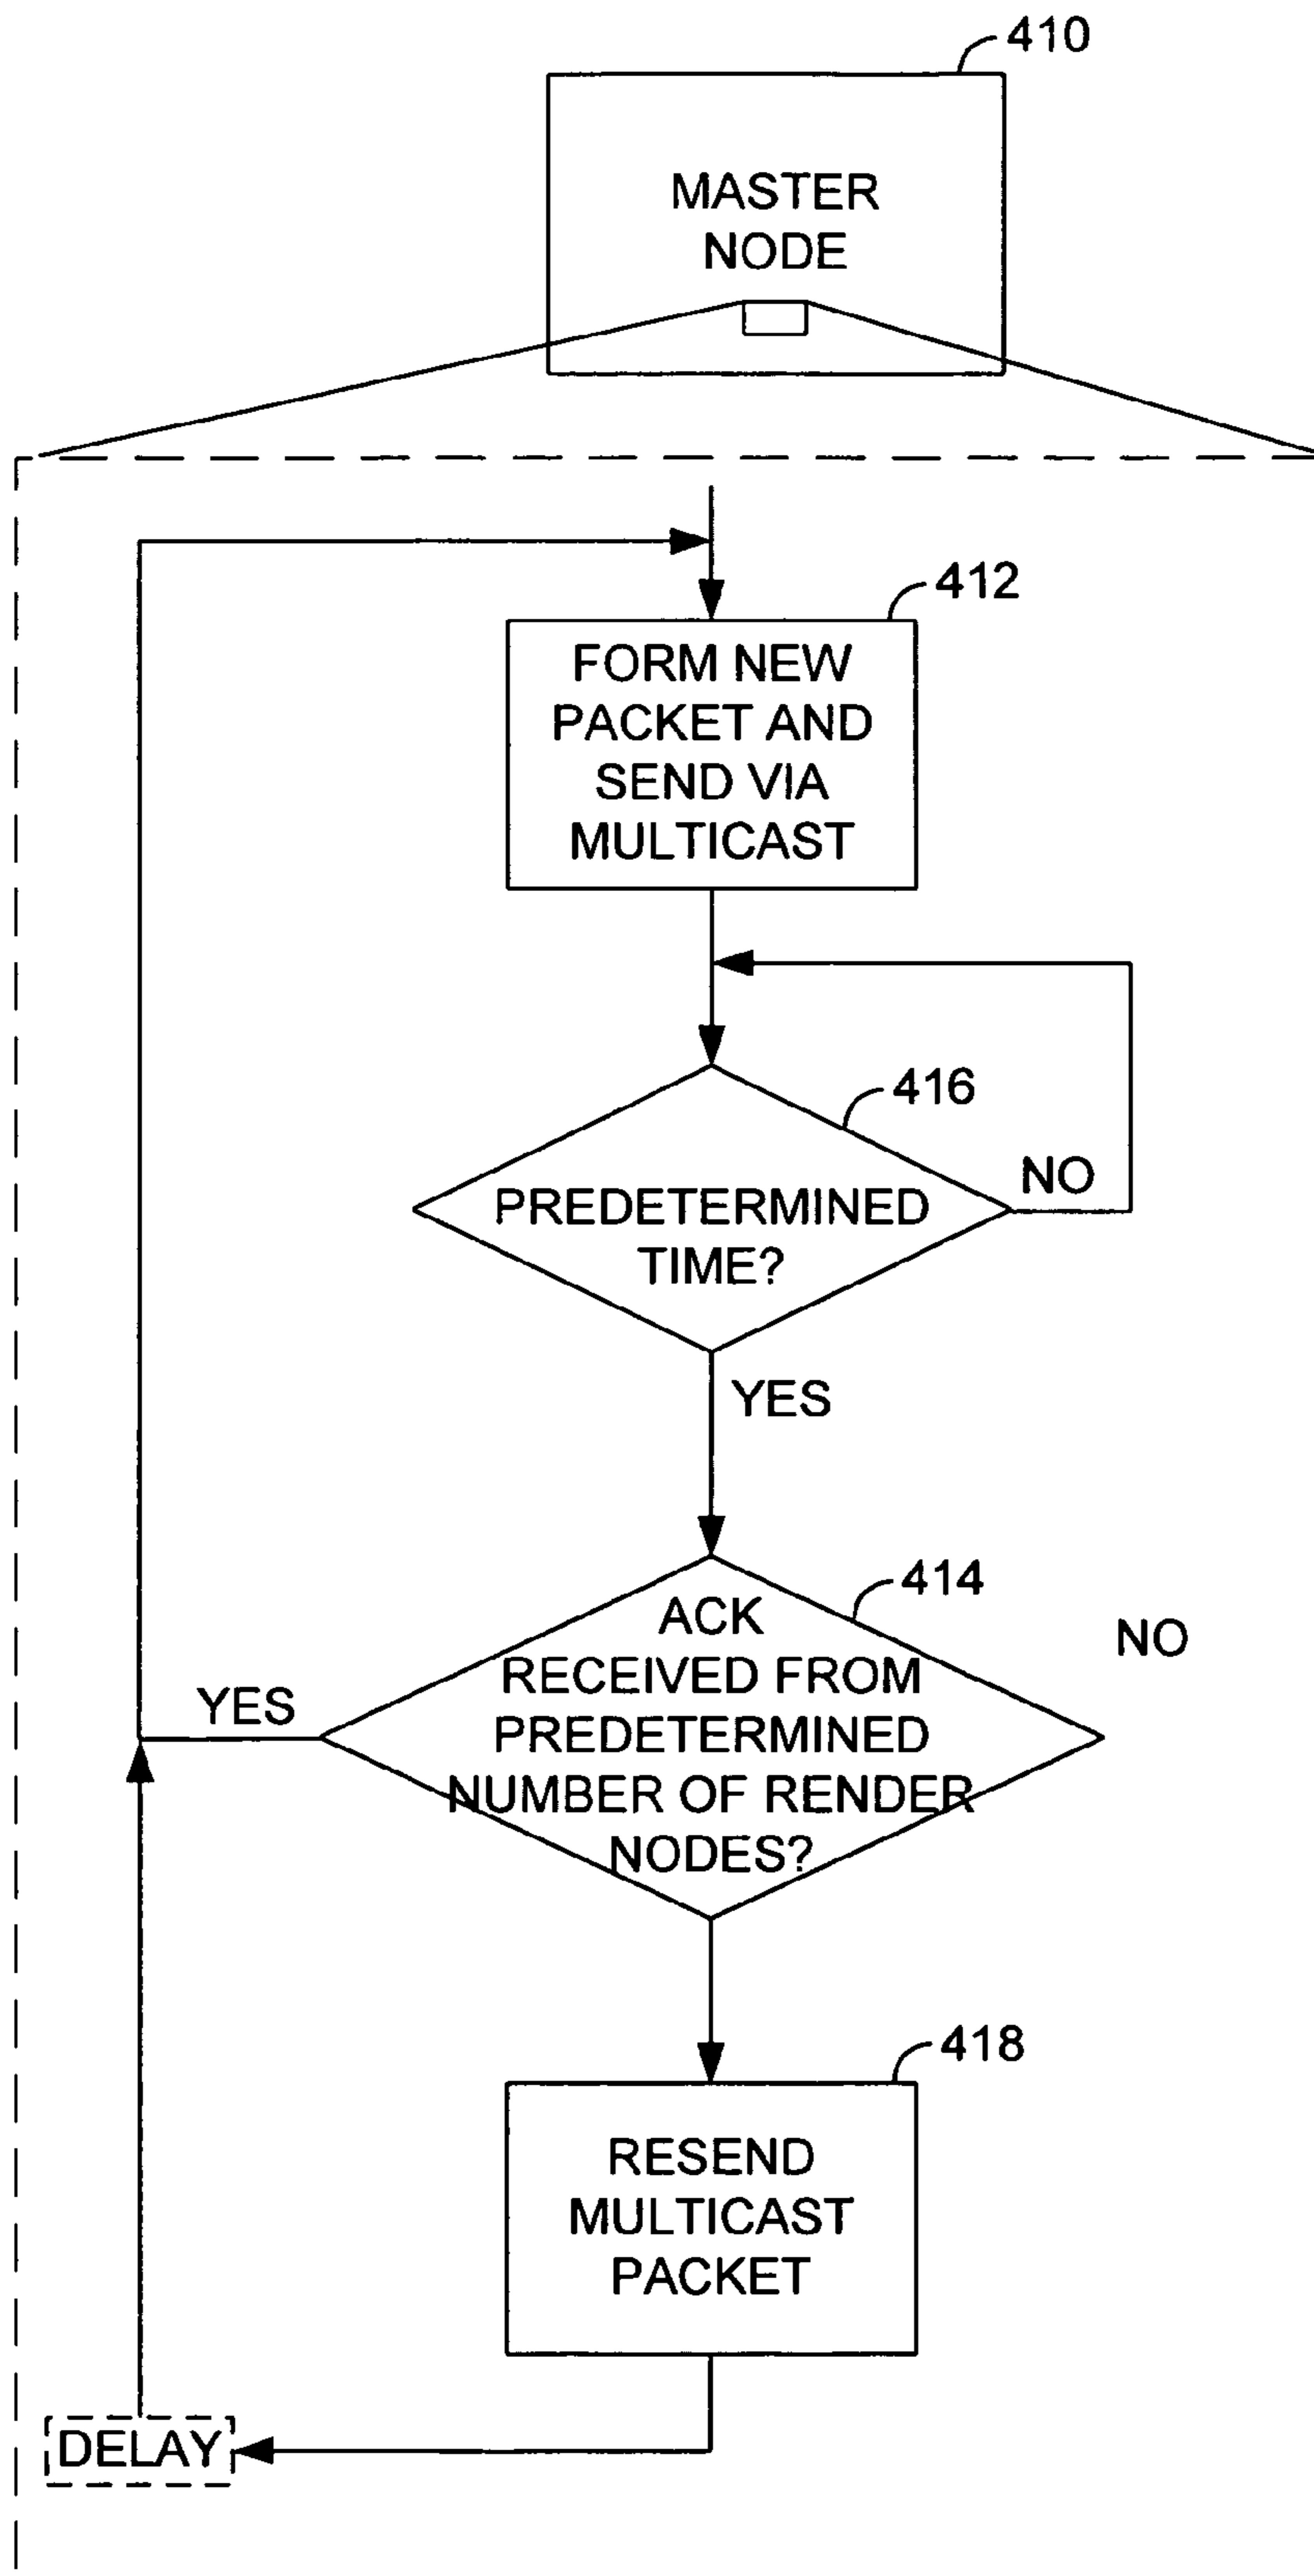 410
MASTER
NODE
412
FORM NEW
PACKET AND
SEND VIA
MULTICAST
416
NO
PREDETERMINED
TIME?
YES
414
ACK
NO
RECEIVED FROM
YES
PREDETERMINED
NUMBER OF RENDER
NODES?
418
RESEND
MULTICAST
PACKET
DELAY